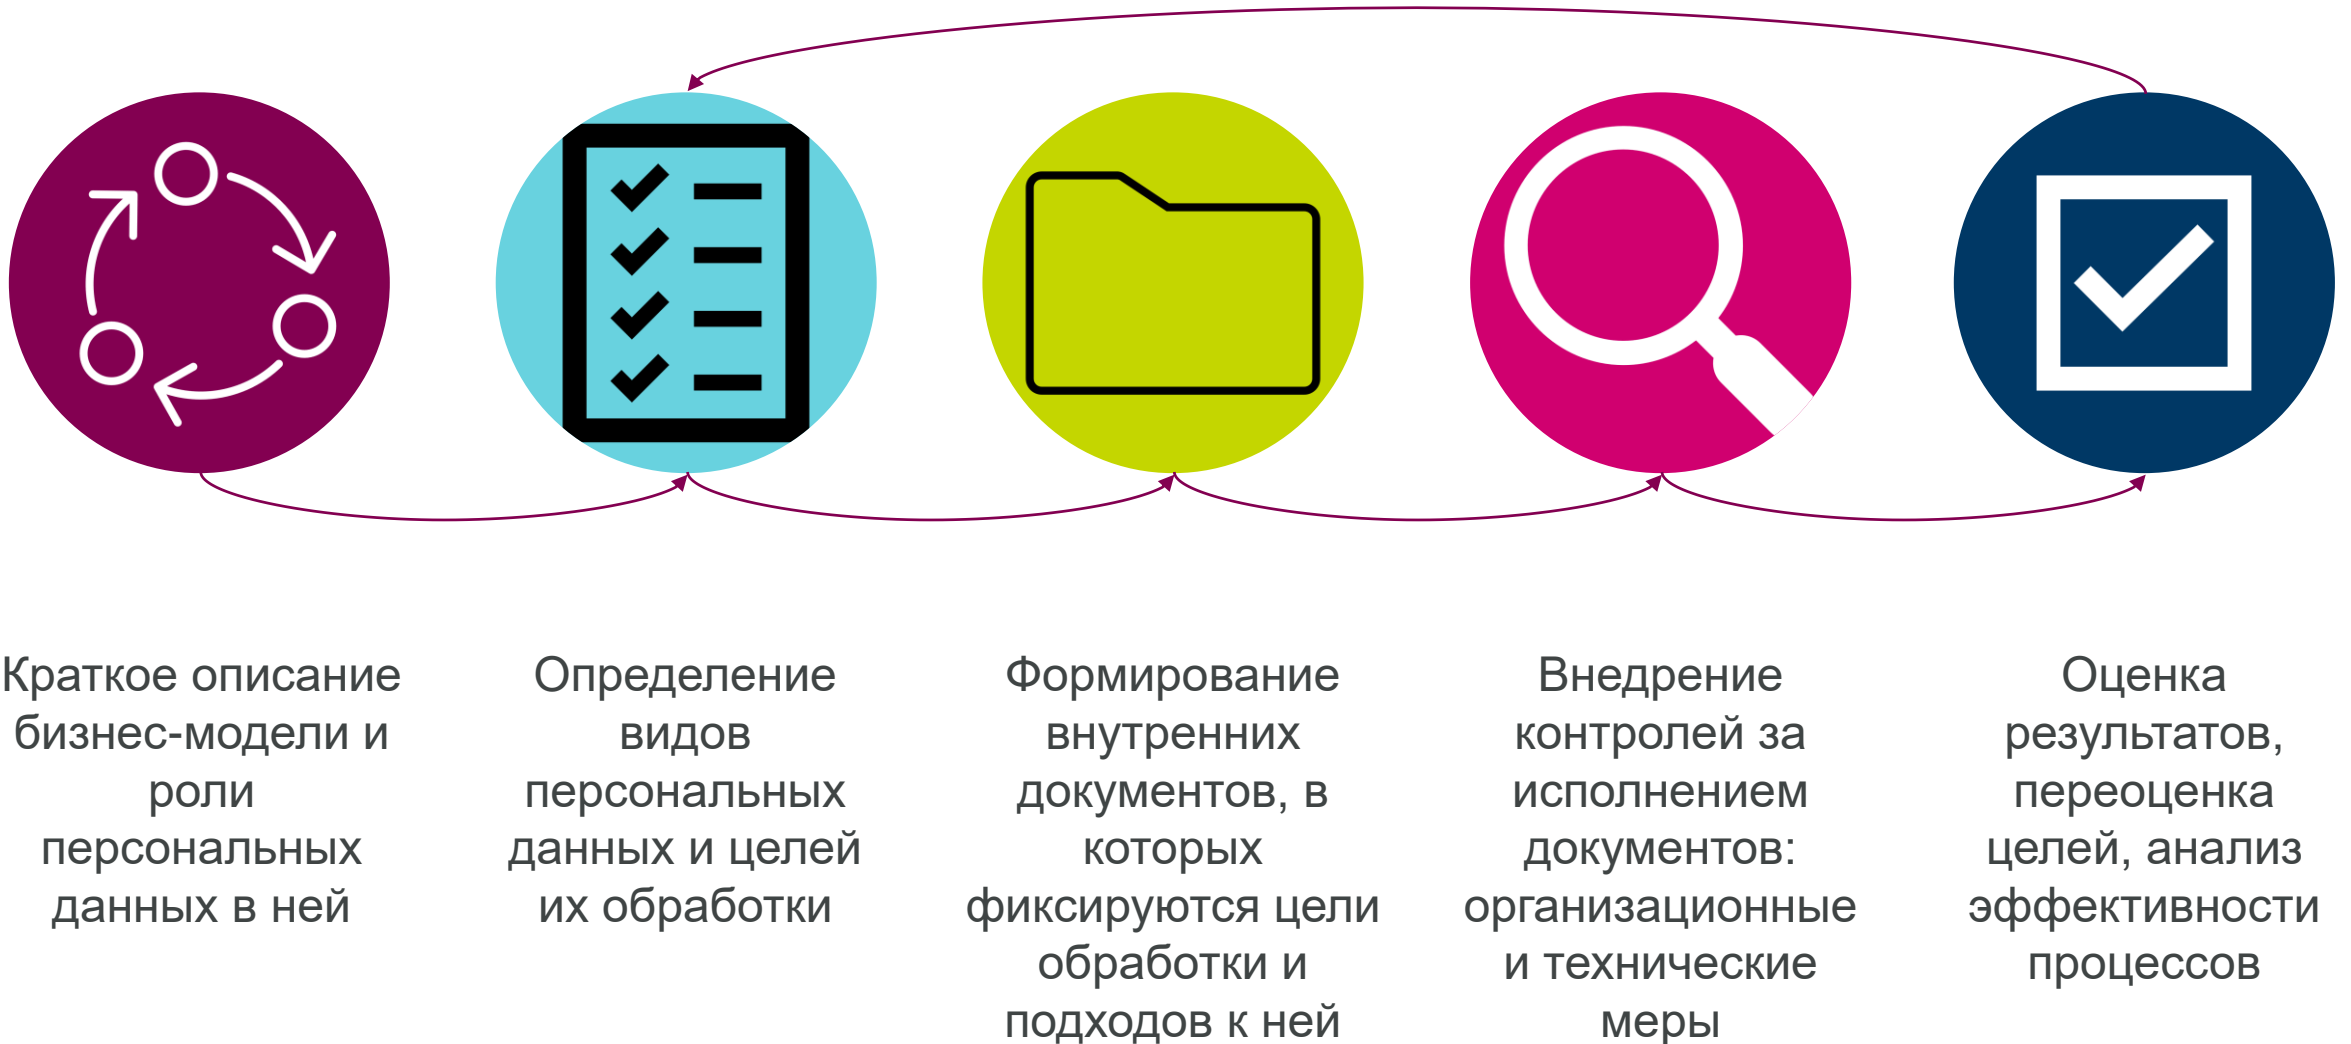 Краткое описание
бизнес-модели и
роли
персональных
данных в ней
Определение
видов
персональных
данных и целей
их обработки
Формирование
внутренних
документов, в
которых
фиксируются цели
обработки и
подходов к ней
Внедрение
контролей за
исполнением
документов:
организационные
и технические
меры
Оценка
результатов,
переоценка
целей, анализ
эффективности
процессов